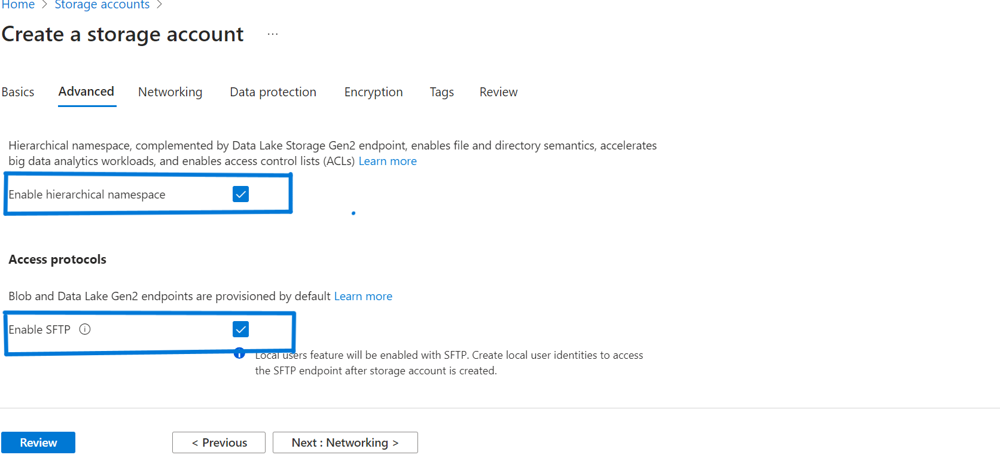 Home > Storage accounts >
Create a storage account ...
Basics Advanced Networking Data protection Encryption Tags Review
Hierarchical namespace, complemented by Data Lake Storage Gen2 endpoint, enables file and directory semantics, accelerates
big data analytics workloads, and enables access control lists (ACLs) Learn more
Enable hierarchical namespace
Access protocols
Blob and Data Lake Gen2 endpoints are provisioned by default Learn more
Enable SFTP
Local users feature will be enabled with SFTP. Create local user identities to access
the SFTP endpoint after storage account is created.
Review < Previous Next : Networking >